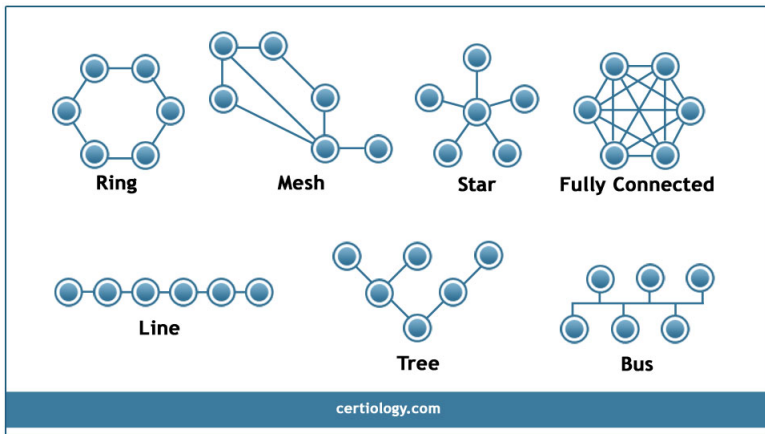 Ring
Mesh
Star
Fully Connected
Line
Tree
Bus
certiology.com